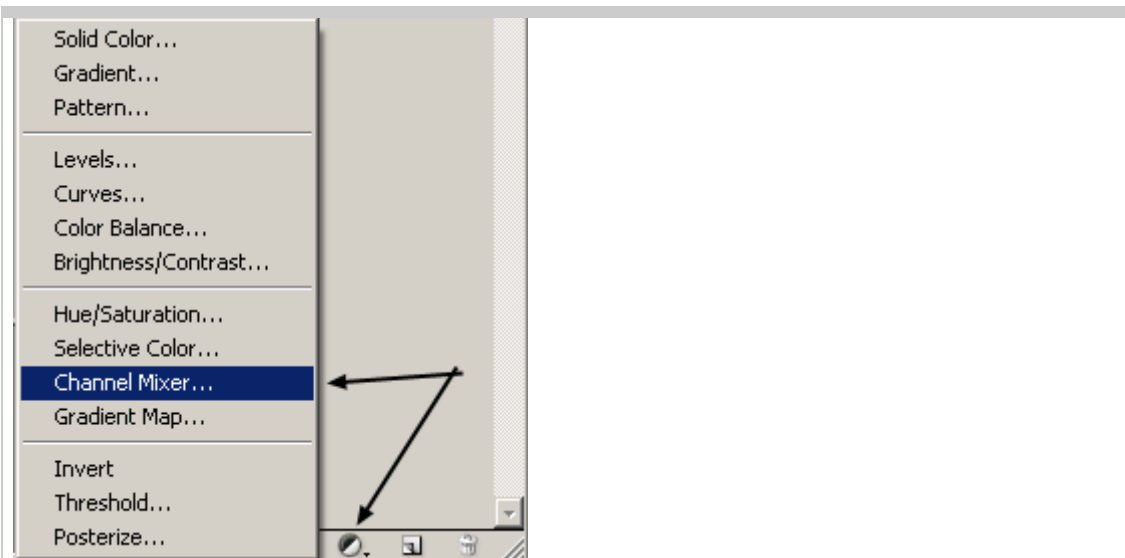 Solid Color...
Gradient...
Pattern...
Levels...
Curves...
Color Balance...
Brightness/Contrast...
Hue/Saturation...
Selective Color...
Channel Mixer...
Gradient Map...
Invert
Threshold...
Posterize...